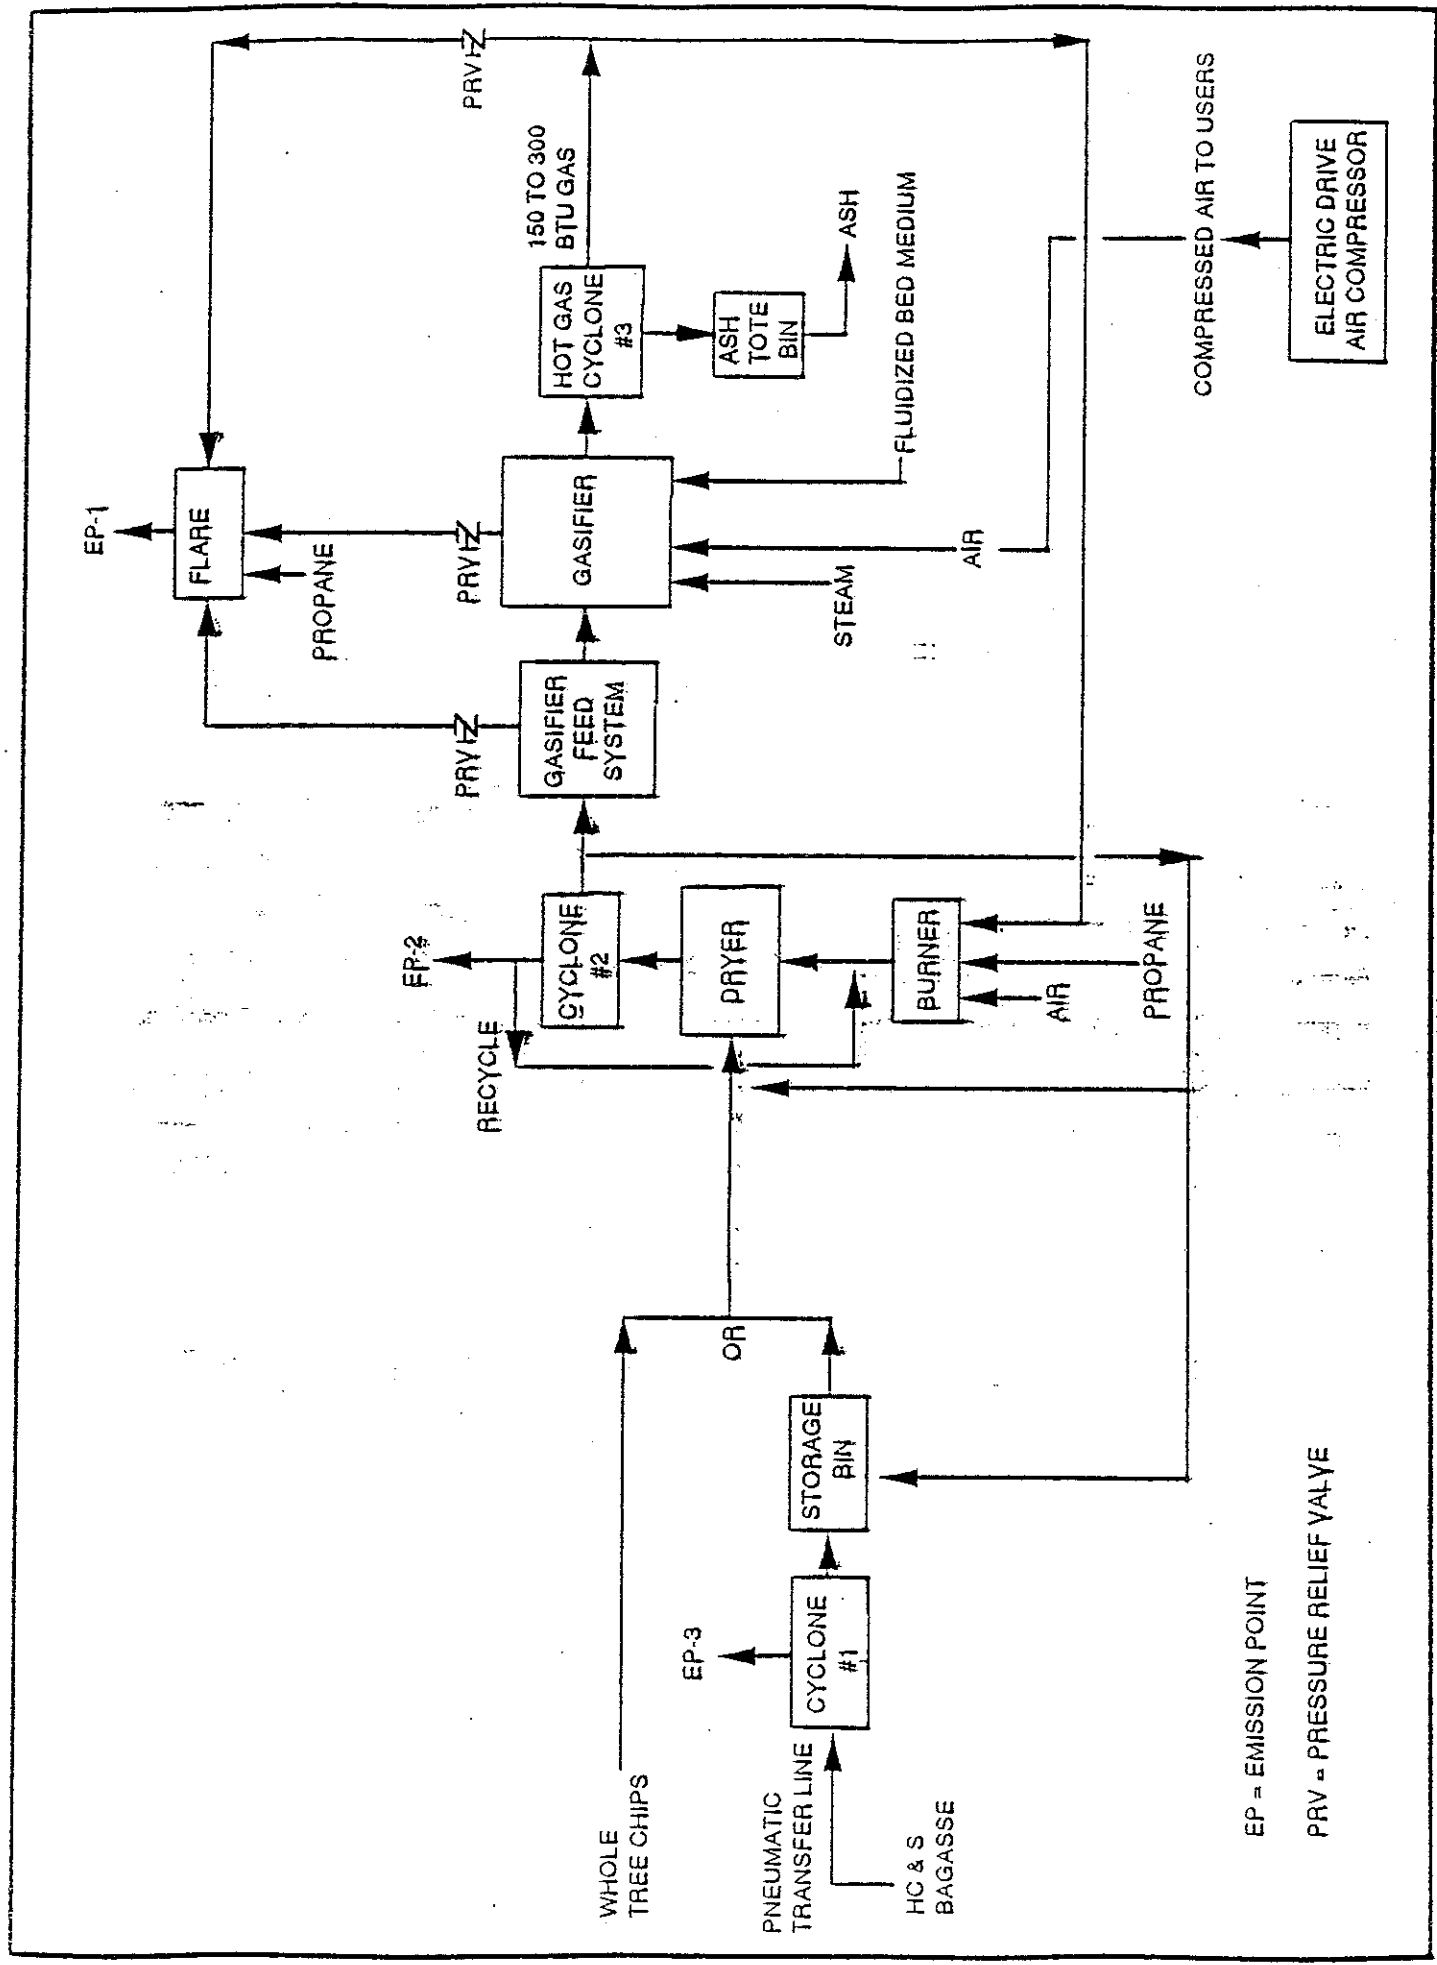 WHOLE
TREE CHIPS
PNEUMATIC
TRANSFER LINE
HC & S
BAGASSE
EP-3
CYCLONE
#1
STORAGE
BIN
OR
RECYCLE
EP-2
CYCLONE
#2
DRYER
BURNER
AIR
PROPANE
PRV
GASIFIER
FEED
SYSTEM
EP-1
FLARE
PROPANE
PRV
GASIFIER
STEAM
AIR
FLUIDIZED BED MEDIUM
HOT GAS
CYCLONE
#3
150 TO 300
BTU GAS
ASH
TOTE
BIN
ASH
PRV
COMPRESSED AIR TO USERS
ELECTRIC DRIVE
AIR COMPRESSOR
EP = EMISSION POINT
PRV = PRESSURE RELIEF VALVE